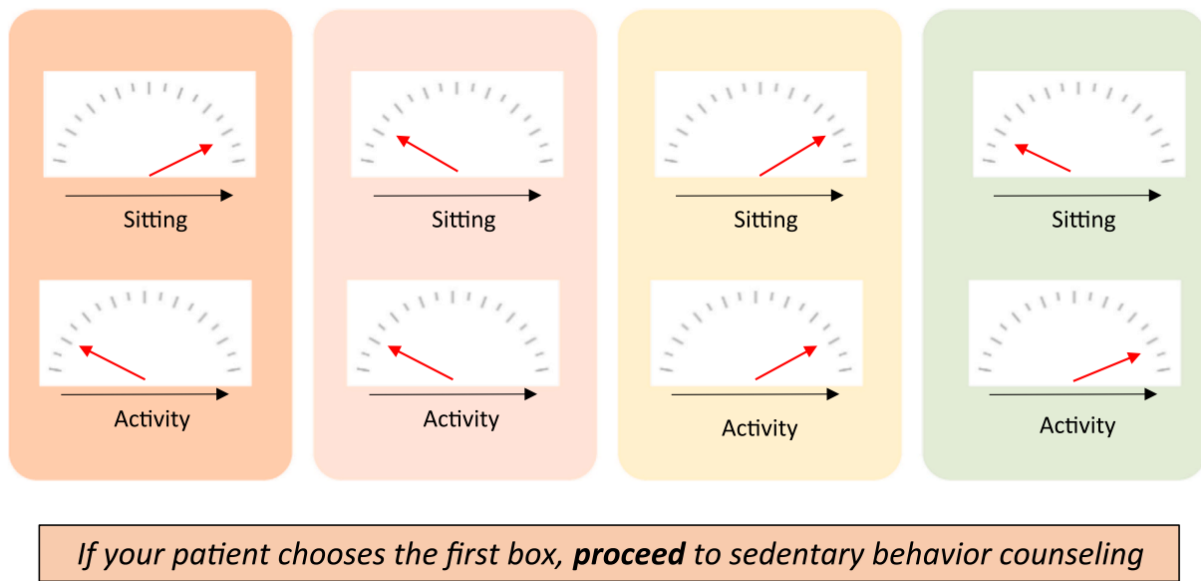 Sitting
Sitting
Sitting
Sitting
Activity
Activity
Activity
Activity
If your patient chooses the first box, proceed to sedentary behavior counseling